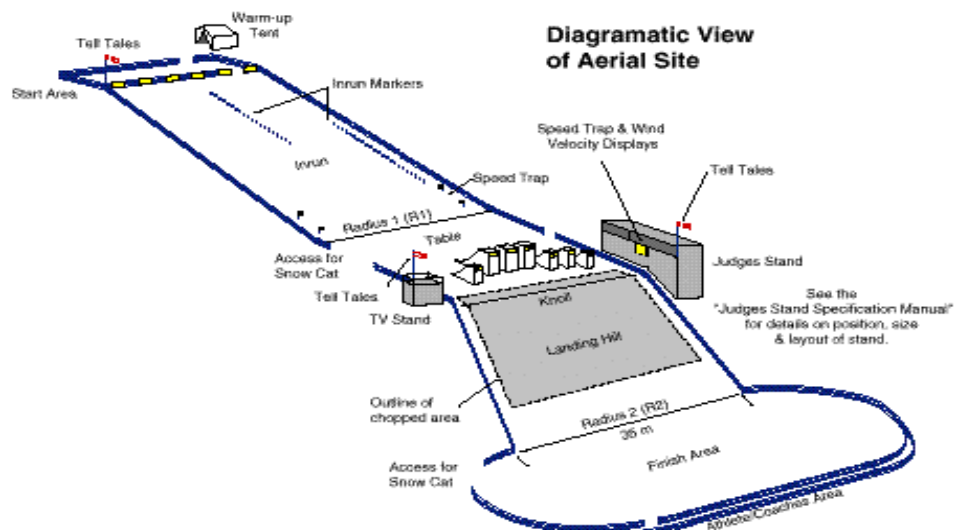 Diagramatic View
of Aerial Site
Warm-up
Tent
Tell Tales
Start Area
Inrun Markers
Inrun
Speed Trap & Wind
Velocity Displays
Tell Tales
Speed Trap
Radius 1 (R1)
Table
Access for
Snow Cat
Tell Tales
TV Stand
Judges Stand
See the
"Judges Stand Specification Manual"
for details on position, size
& layout of stand.
Knoll
Landing Hill
Outline of
chopped area
Radius 2 (R2)
35 m
Finish Area
Access for
Snow Cat
Athlete/Coaches Area